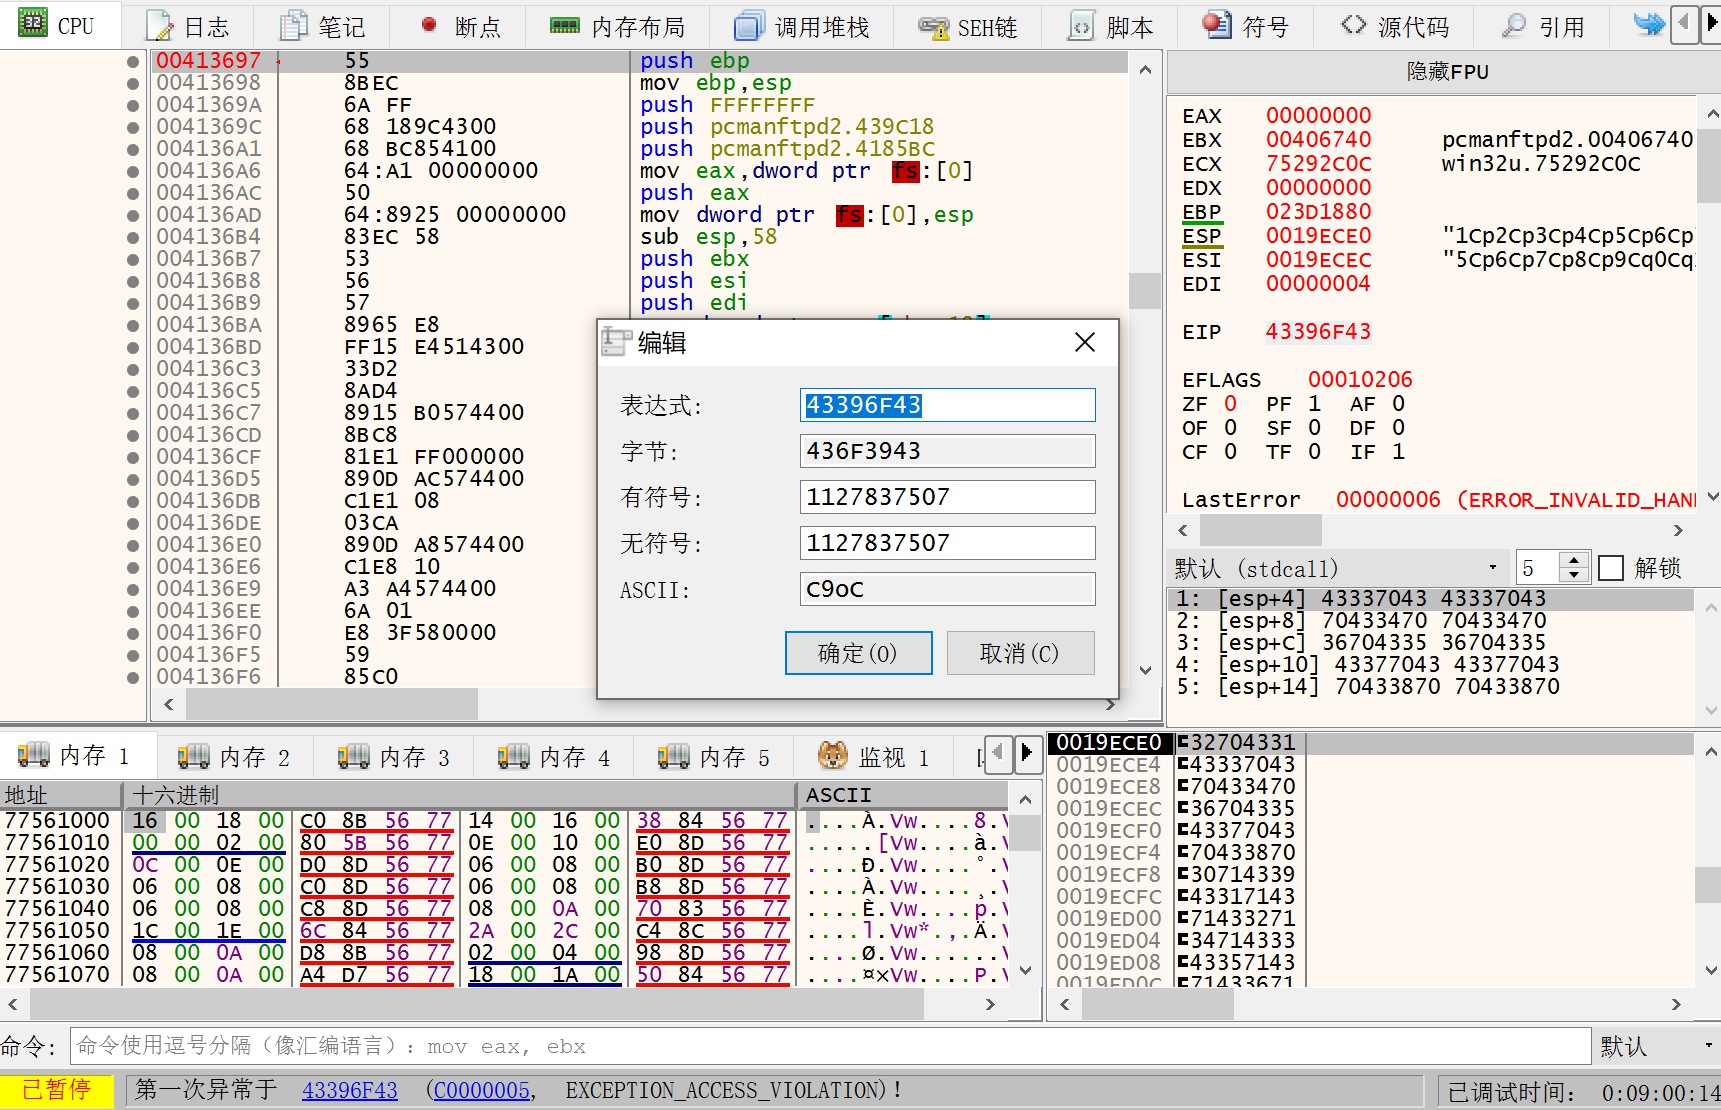 CPU 日志 笔记 断点 内存布局 调用堆栈 SEH链 脚本 符号 源代码 引用
00413697 55 push ebp
00413698 8BEC mov ebp,esp
0041369A 6A FF push FFFFFFFF
0041369C 68 189C4300 push pcmanftpd2.439C18
004136A1 68 BC854100 push pcmanftpd2.4185BC
004136A6 64:A1 00000000 mov eax,dword ptr fs:[0]
004136AC 50 push eax
004136AD 64:8925 00000000 mov dword ptr fs:[0],esp
004136B4 83EC 58 sub esp,58
004136B7 53 push ebx
004136B8 56 push esi
004136B9 57 push edi
004136BA 8965 E8
004136BD FF15 E4514300
004136C3 33D2
004136C5 8AD4
004136C7 8915 B0574400
004136CD 8BC8
004136CF 81E1 FF000000
004136D5 890D AC574400
004136DB C1E1 08
004136DE 03CA
004136E0 890D A8574400
004136E6 C1E8 10
004136E9 A3 A4574400
004136EE 6A 01
004136F0 E8 3F580000
004136F5 59
004136F6 85C0
编辑
表达式: 43396F43
字节: 436F3943
有符号: 1127837507
无符号: 1127837507
ASCII: C9oC
确定(O) 取消(C)
隐藏FPU
EAX 00000000
EBX 00406740 pcmanftpd2.00406740
ECX 75292C0C win32u.75292C0C
EDX 00000000
EBP 023D1880
ESP 0019ECE0 "1Cp2Cp3Cp4Cp5Cp6Cp
ESI 0019ECEC "5Cp6Cp7Cp8Cp9Cq0Cq
EDI 00000004
EIP 43396F43
EFLAGS 00010206
ZF 0 PF 1 AF 0
OF 0 SF 0 DF 0
CF 0 TF 0 IF 1
LastError 00000006 (ERROR_INVALID_HAN
默认 (stdcall) 5 解锁
1: [esp+4] 43337043 43337043
2: [esp+8] 70433470 70433470
3: [esp+C] 36704335 36704335
4: [esp+10] 43377043 43377043
5: [esp+14] 70433870 70433870
内存 1 内存 2 内存 3 内存 4 内存 5 监视 1
地址 十六进制 ASCII
77561000 16 00 18 00 C0 8B 56 77 14 00 16 00 38 84 56 77 ....À.Vw....8.V
77561010 00 00 02 00 80 5B 56 77 0E 00 10 00 E0 8D 56 77 .....[Vw....à.V
77561020 0C 00 0E 00 D0 8D 56 77 06 00 08 00 B0 8D 56 77 ....Ð.Vw....°.V
77561030 06 00 08 00 C0 8D 56 77 06 00 08 00 B8 8D 56 77 ....À.Vw....¸.V
77561040 06 00 08 00 C8 8D 56 77 08 00 0A 00 70 83 56 77 ....È.Vw....p.V
77561050 1C 00 1E 00 6C 84 56 77 2A 00 2C 00 C4 8C 56 77 ....l.Vw*.,.Ä.V
77561060 08 00 0A 00 D8 8B 56 77 02 00 04 00 98 8D 56 77 ....Ø.Vw......V
77561070 08 00 0A 00 A4 D7 56 77 18 00 1A 00 50 84 56 77 ....¤×Vw....P.V
0019ECE0 32704331
0019ECE4 43337043
0019ECE8 70433470
0019ECEC 36704335
0019ECF0 43377043
0019ECF4 70433870
0019ECF8 30714339
0019ECFC 43317143
0019ED00 71433271
0019ED04 34714333
0019ED08 43357143
0019ED0C 71433671
命令: 命令使用逗号分隔（像汇编语言）: mov eax, ebx 默认
已暂停 第一次异常于 43396F43 (C0000005, EXCEPTION_ACCESS_VIOLATION)! 已调试时间: 0:09:00:14